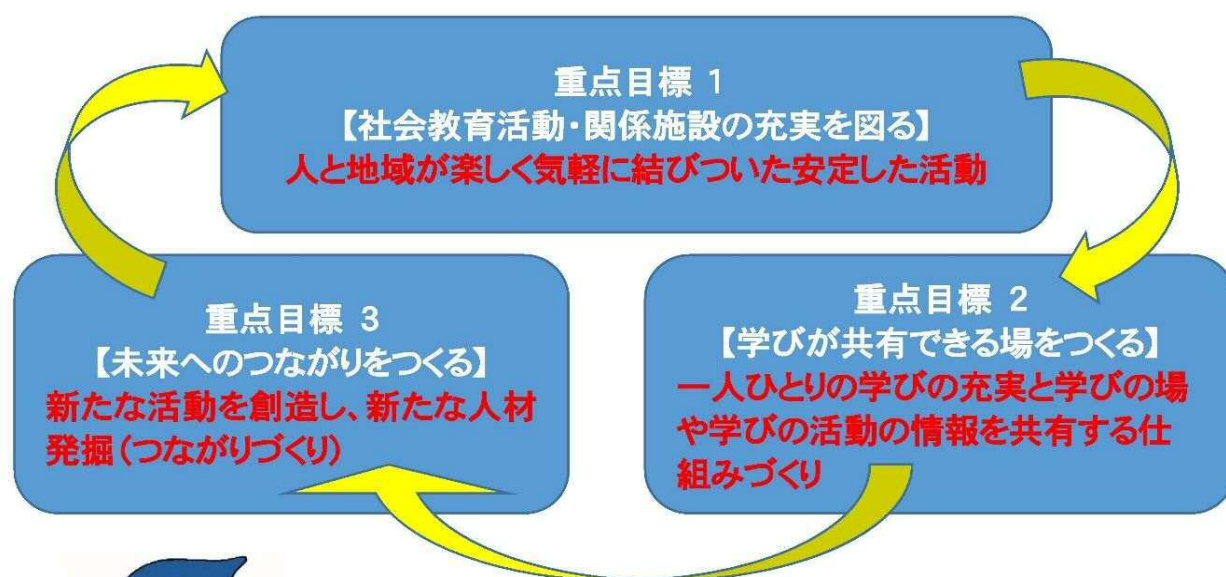 重点目標 1
【社会教育活動・関係施設の充実を図る】
人と地域が楽しく気軽に結びついた安定した活動
重点目標 2
【学びが共有できる場をつくる】
一人ひとりの学びの充実と学びの場
や学びの活動の情報を共有する仕
組みづくり
重点目標 3
【未来へのつながりをつくる】
新たな活動を創造し、新たな人材
発掘(つながりづくり)